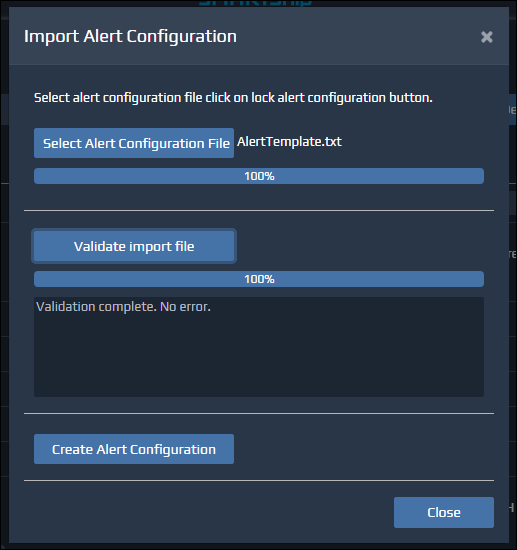 Import Alert Configuration
Select alert configuration file click on lock alert configuration button.
Select Alert Configuration File AlertTemplate.txt
100%
Validate import file
100%
Validation complete. No error.
Create Alert Configuration
Close